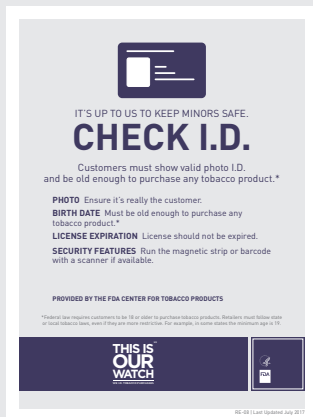 IT'S UP TO US TO KEEP MINORS SAFE.
CHECK I.D.
Customers must show valid photo I.D.
and be old enough to purchase any tobacco product.*
PHOTO Ensure it's really the customer.
BIRTH DATE Must be old enough to purchase any
tobacco product.*
LICENSE EXPIRATION License should not be expired.
SECURITY FEATURES Run the magnetic strip or barcode
with a scanner if available.
PROVIDED BY THE FDA CENTER FOR TOBACCO PRODUCTS
*Federal law requires customers to be 18 or older to purchase tobacco products. Retailers must follow state
or local tobacco laws, even if they are more restrictive. For example, in some states the minimum age is 19.
THIS IS
OUR
WATCH
FDA
RE-08 | Last Updated July 2017